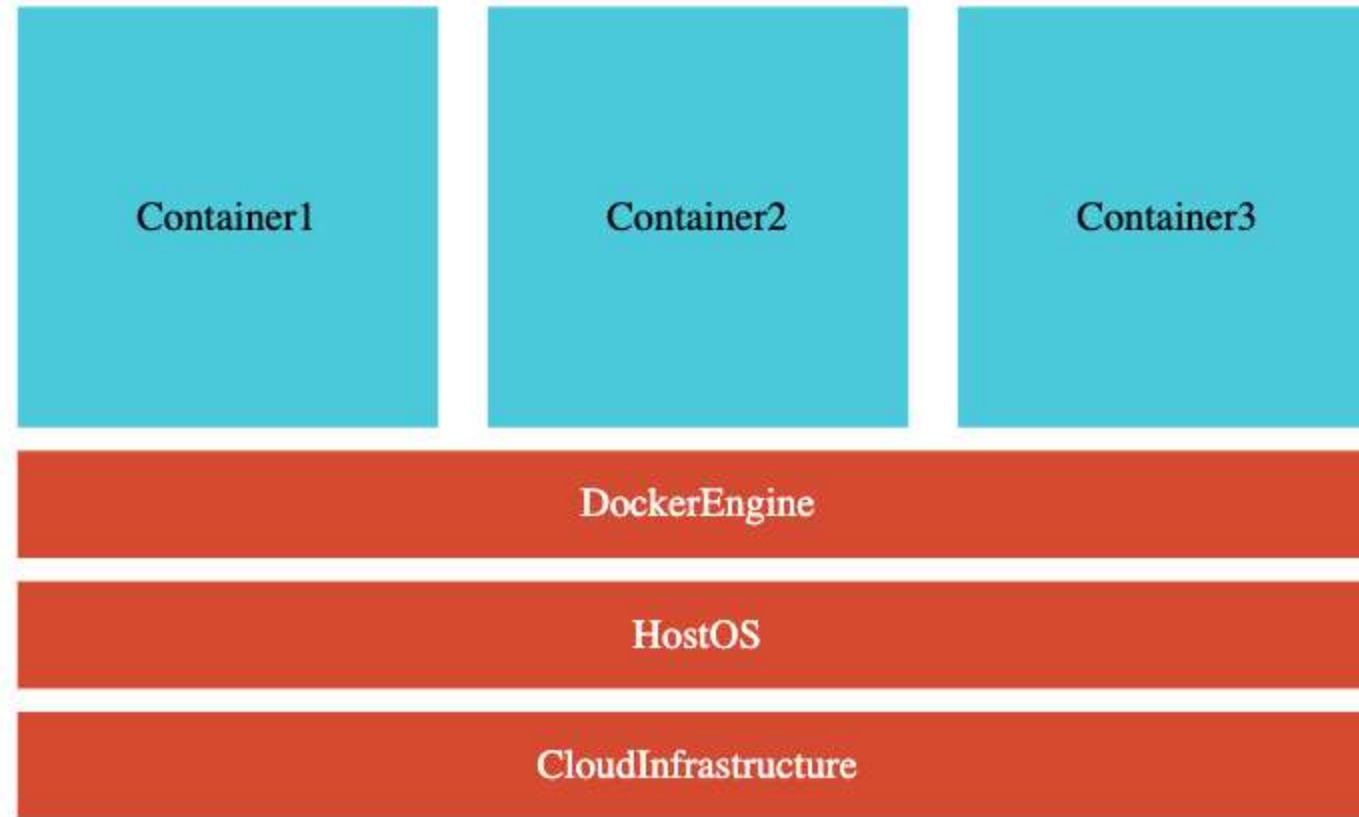 Container1
Container2
Container3
DockerEngine
HostOS
CloudInfrastructure